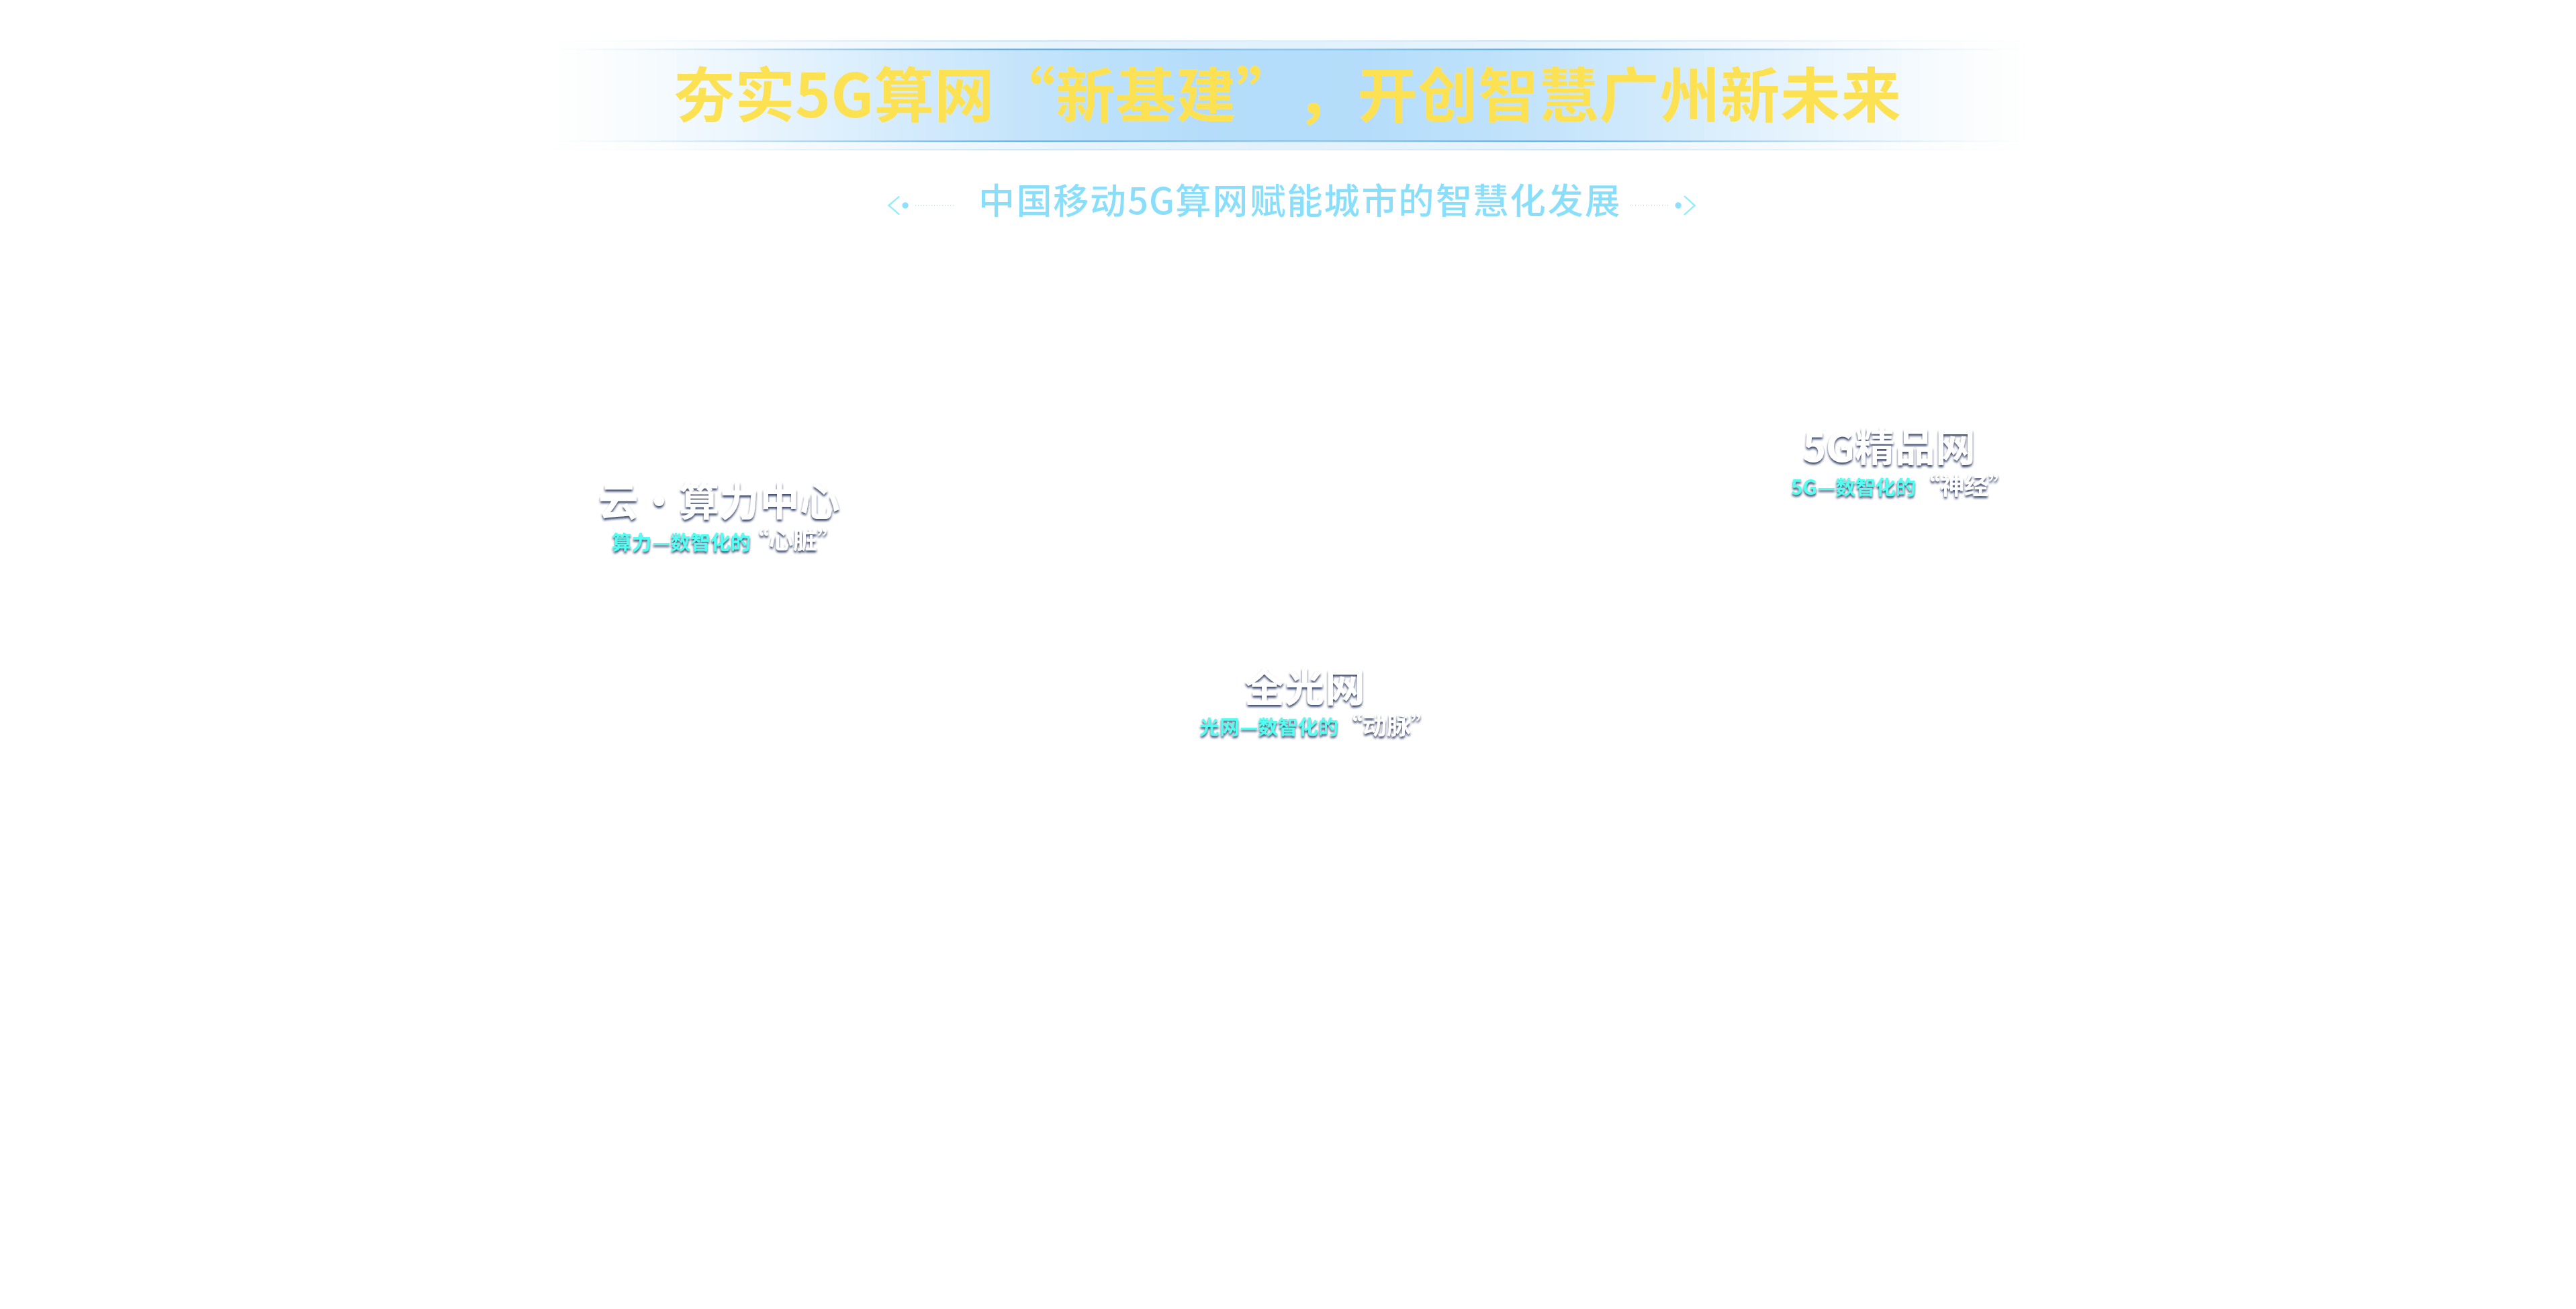 夯实5G算网“新基建”，开创智慧广州新未来
中国移动5G算网赋能城市的智慧化发展
5G精品网
5G—数智化的“神经”
云·算力中心
算力—数智化的“心脏”
全光网
光网—数智化的“动脉”